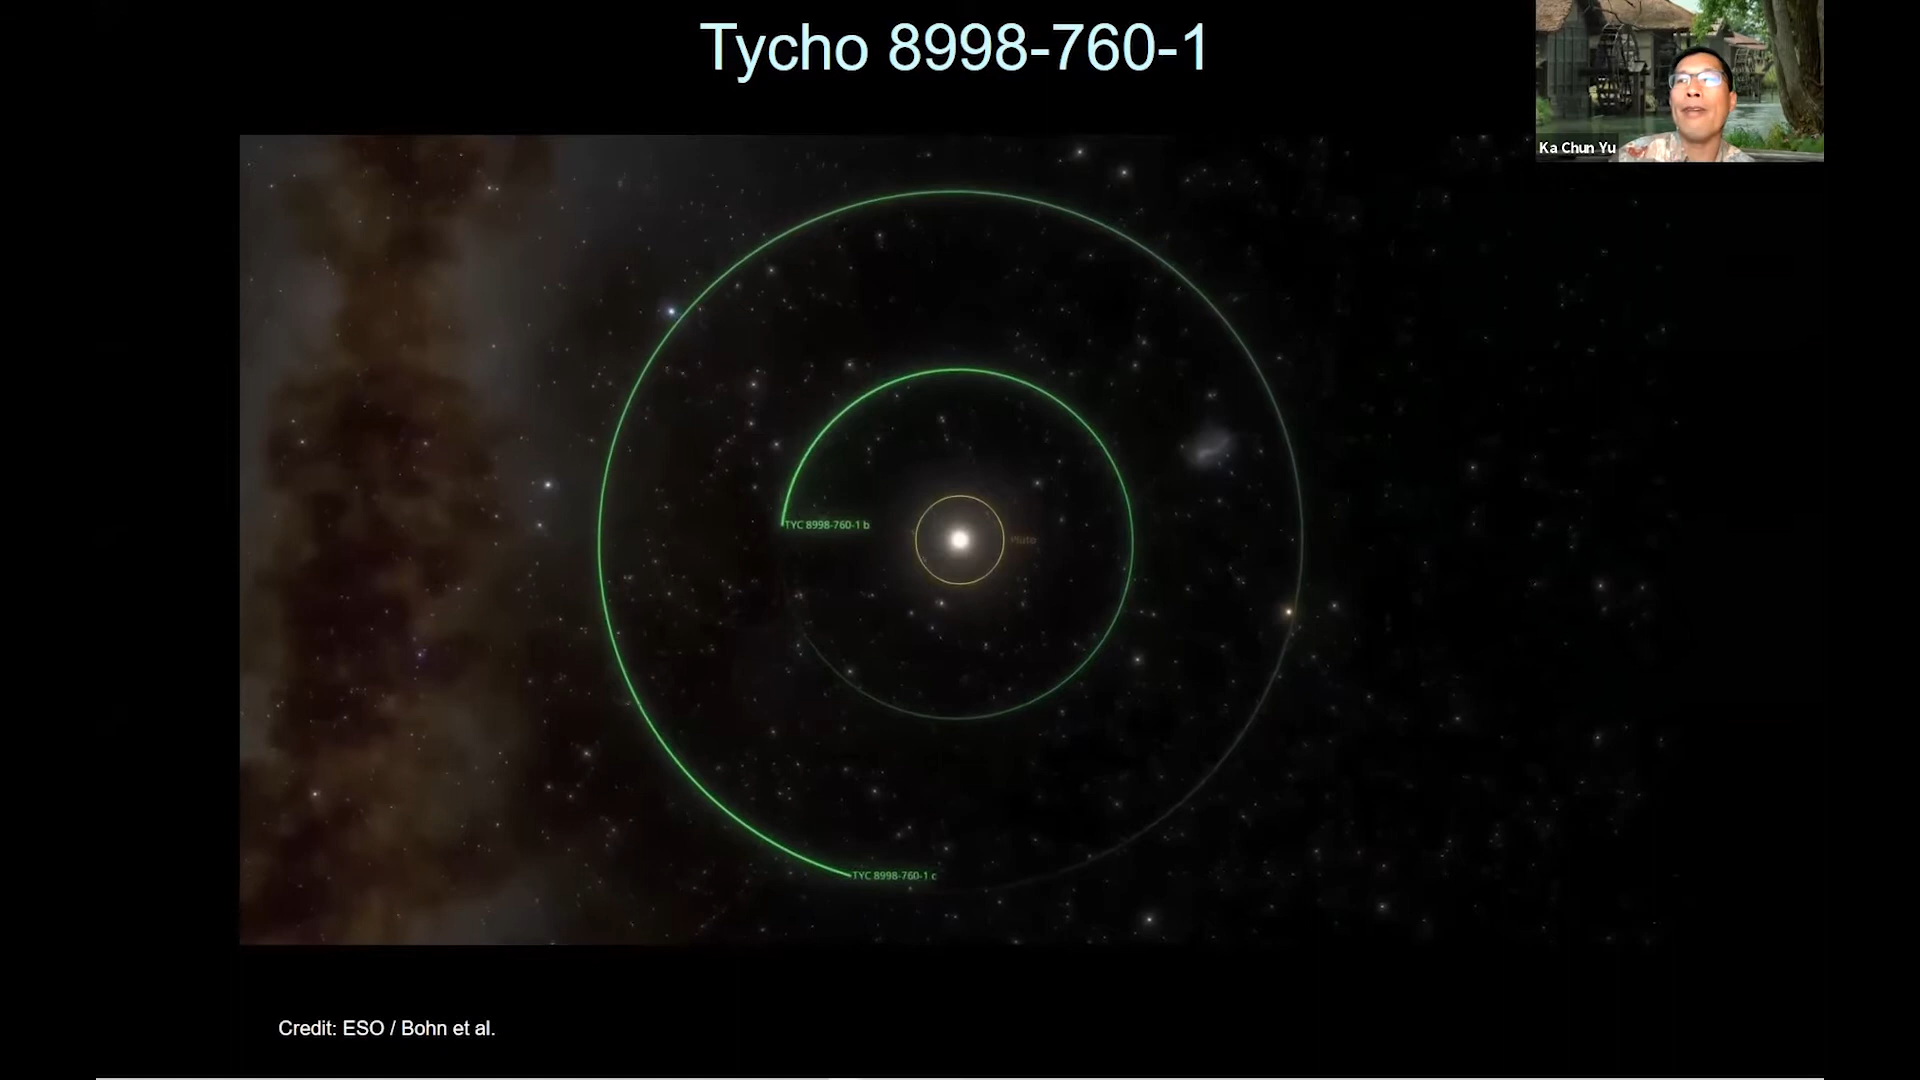 Tycho 8998-760-1
Ka Chun Yu
TYC 8998-760-1 b
Pluto
TYC 8998-760-1 c
Credit: ESO / Bohn et al.